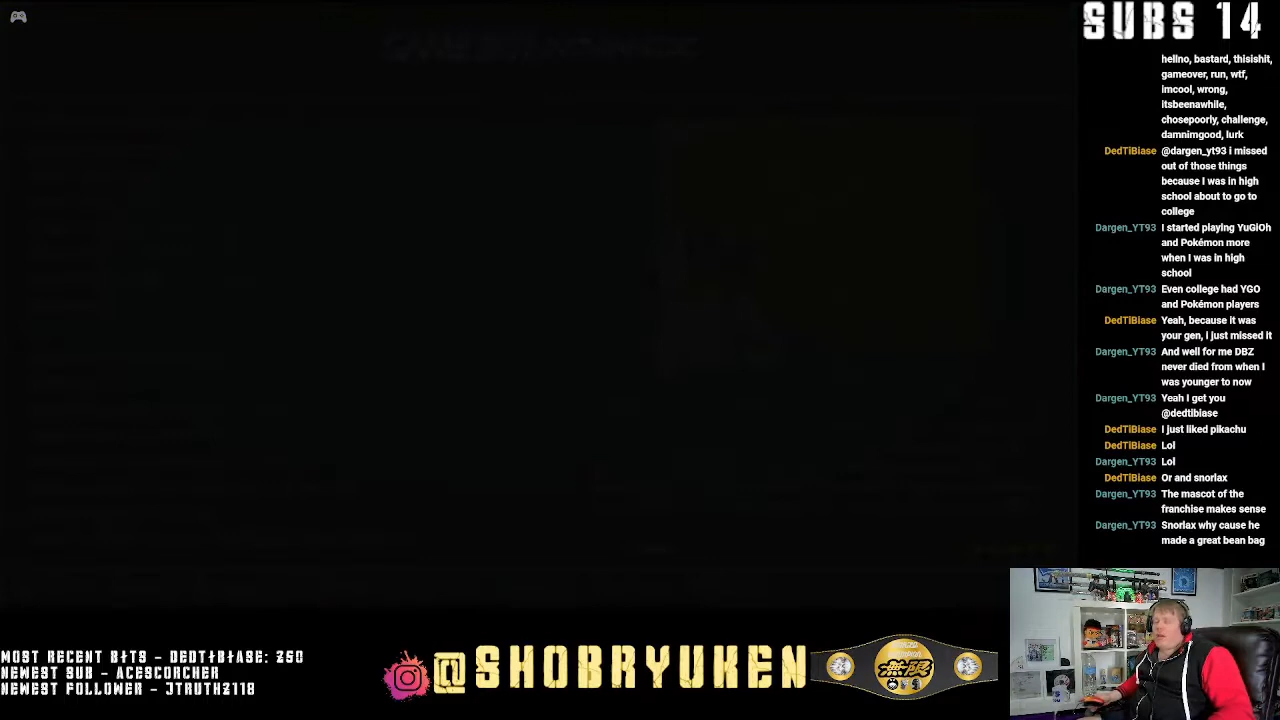 SUBS 14
hellno, bastard, thisishit,
gameover, run, wtf,
imcool, wrong,
itsbeenawhile,
chosepoorly, challenge,
damnimgood, lurk
DedTiBiase @dargen_yt93 i missed
out of those things
because I was in high
school about to go to
college
Dargen_YT93 I started playing YuGiOh
and Pokémon more
when I was in high
school
Dargen_YT93 Even college had YGO
and Pokémon players
DedTiBiase Yeah, because it was
your gen, i just missed it
Dargen_YT93 And well for me DBZ
never died from when I
was younger to now
Dargen_YT93 Yeah I get you
@dedtibiase
DedTiBiase I just liked pikachu
DedTiBiase Lol
Dargen_YT93 Lol
DedTiBiase Or and snorlax
Dargen_YT93 The mascot of the
franchise makes sense
Dargen_YT93 Snorlax why cause he
made a great bean bag
MOST RECENT BITS - DEDTIBIASE: 250
NEWEST SUB - ACESCORCHER
NEWEST FOLLOWER - JTRUTH2118
@SHOBRYUKEN
無限